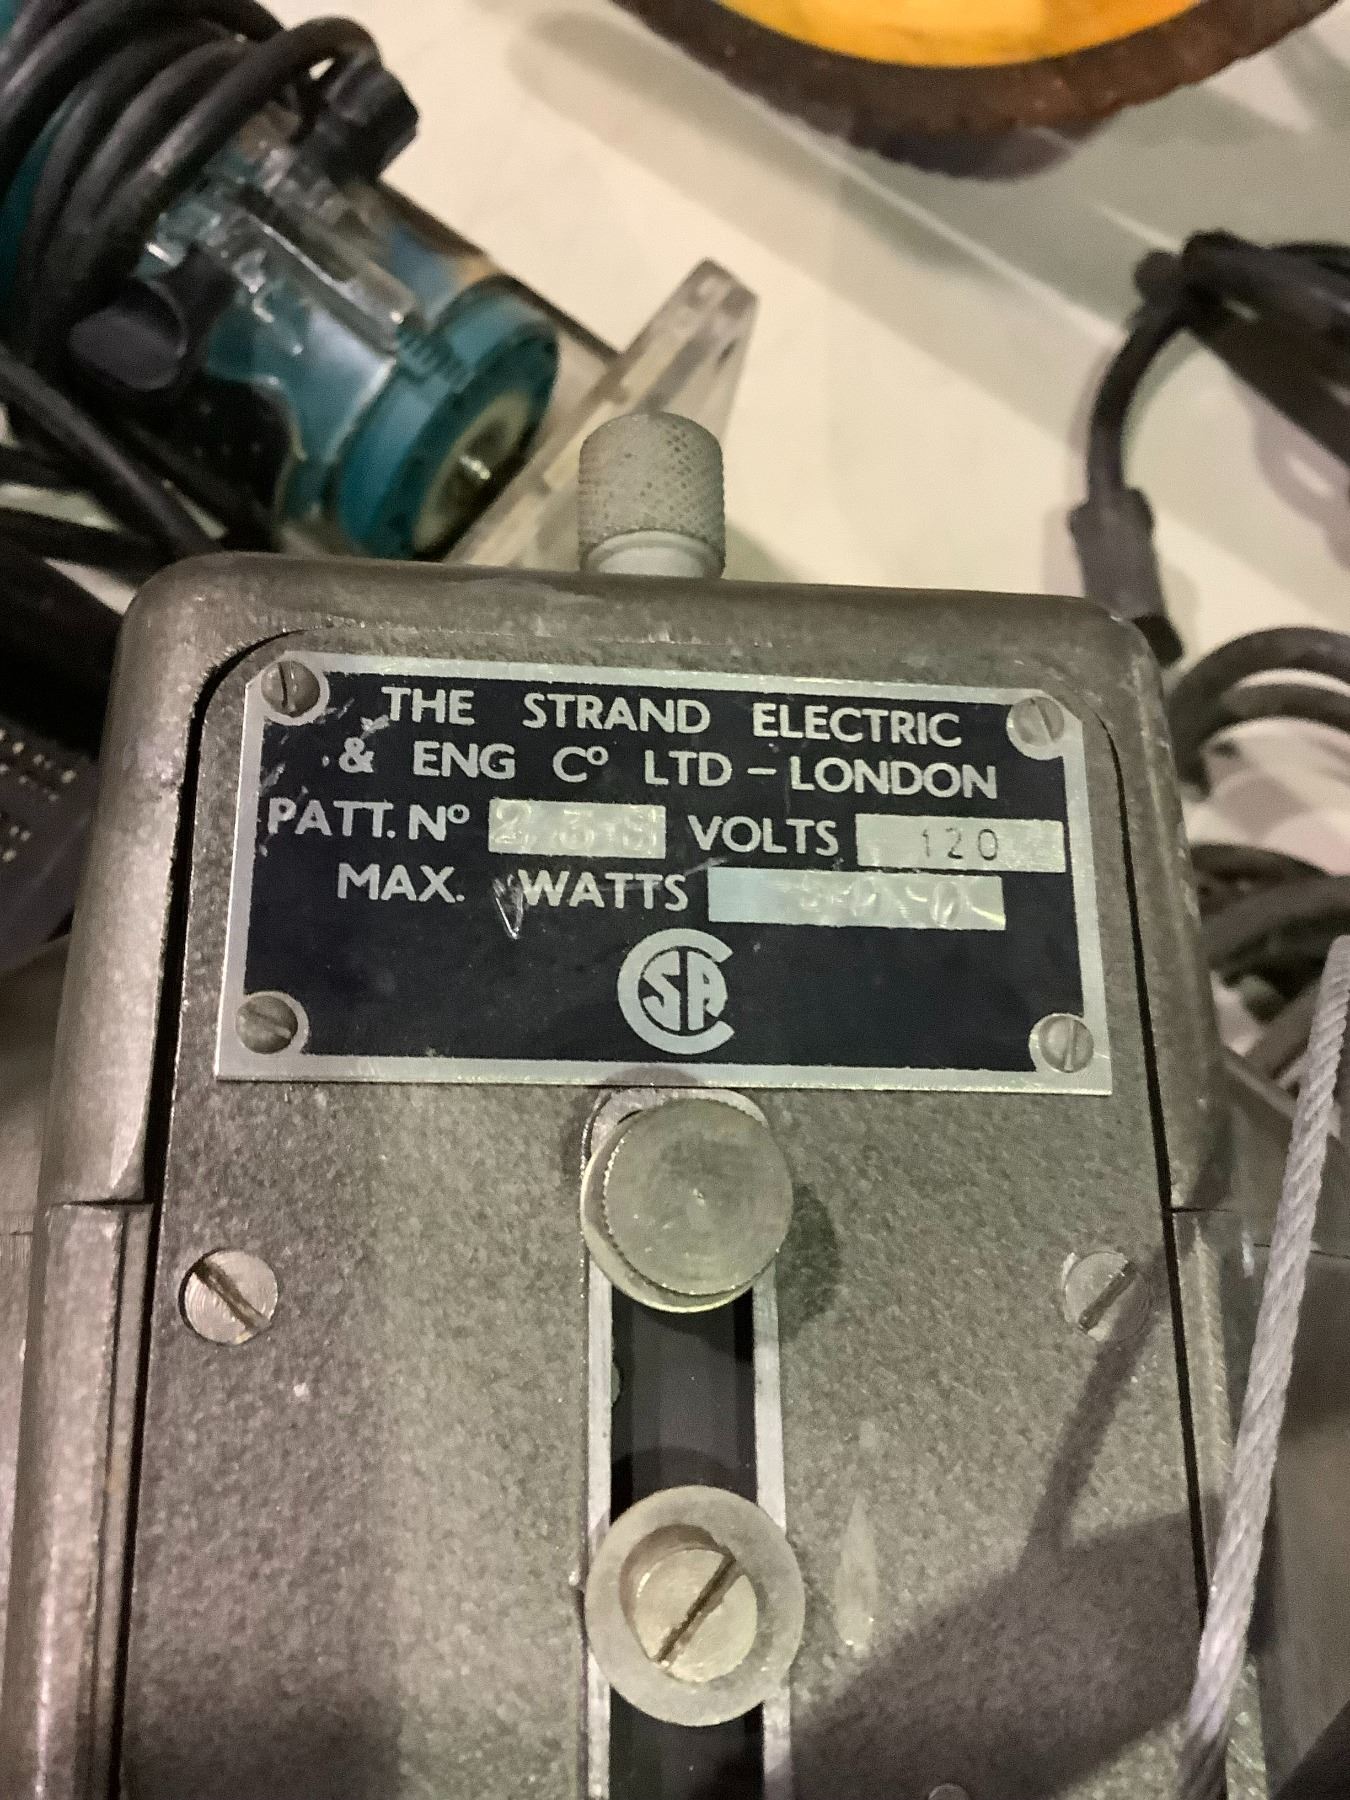 THE STRAND ELECTRIC
& ENG Cº LTD – LONDON
PATT. Nº VOLTS 120
MAX. WATTS
CSA